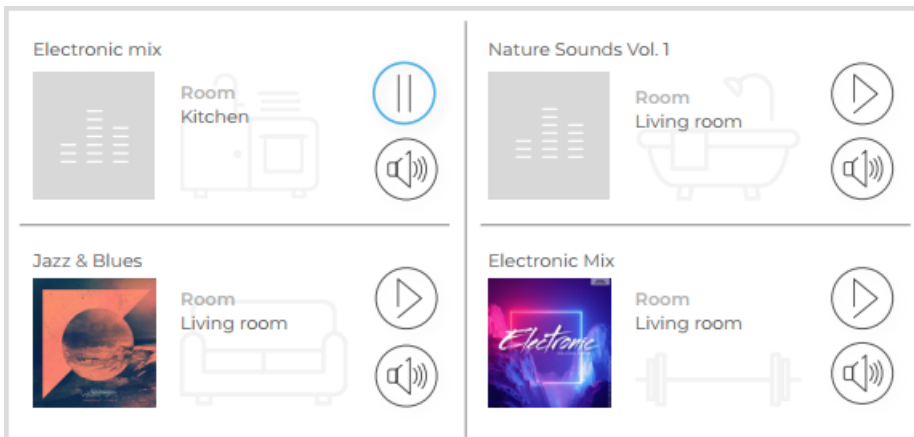 Electronic mix
Room
Kitchen
Nature Sounds Vol. 1
Room
Living room
Jazz & Blues
Room
Living room
Electronic Mix
Electronic
Room
Living room